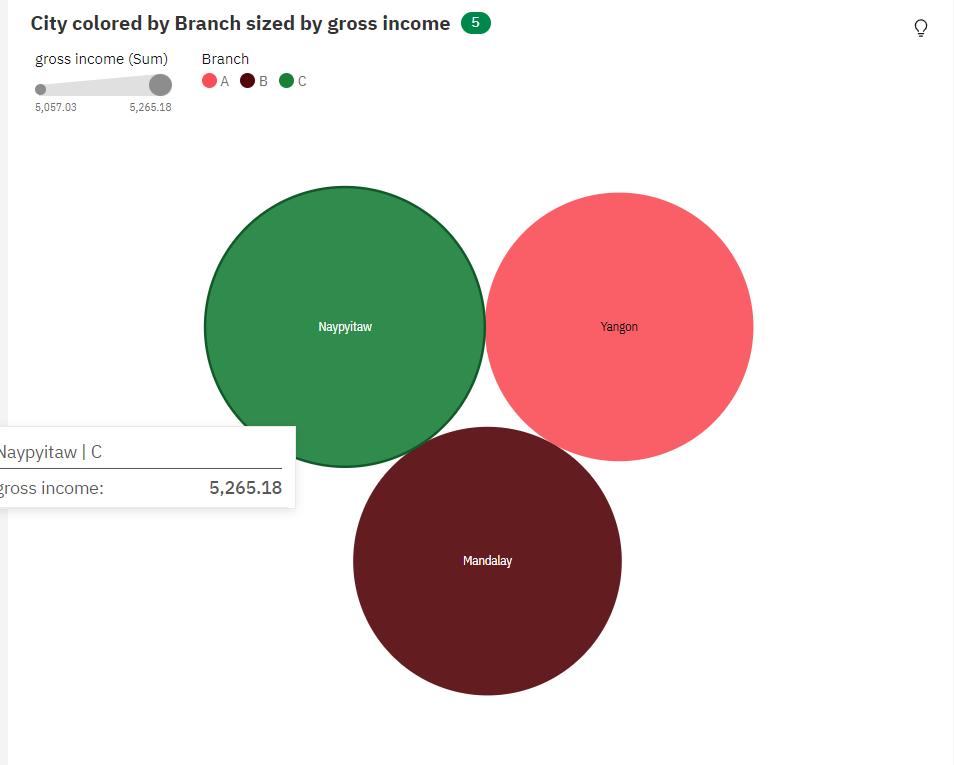 City colored by Branch sized by gross income 5
gross income (Sum)
5,057.03 5,265.18
Branch
A B C
Naypyitaw
Yangon
Naypyitaw | C
gross income: 5,265.18
Mandalay